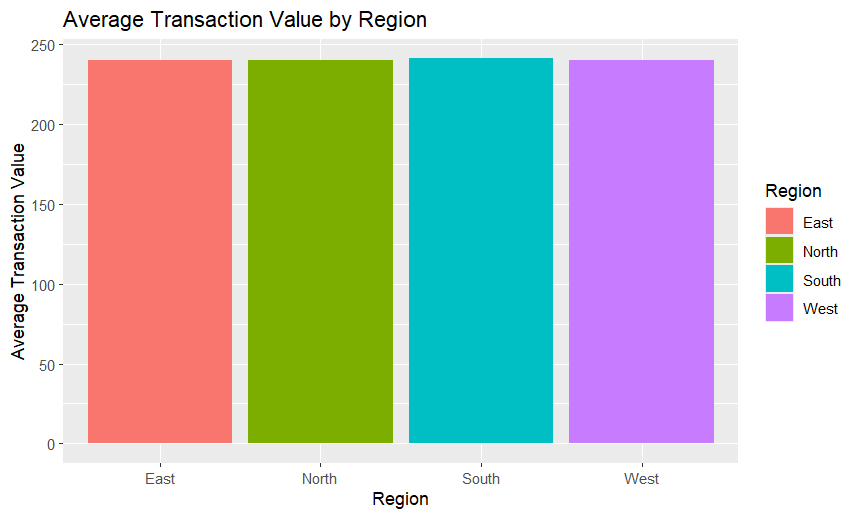 Average Transaction Value by Region
250
200
150
100
50
0
Average Transaction Value
East
North
South
West
Region
Region
East
North
South
West